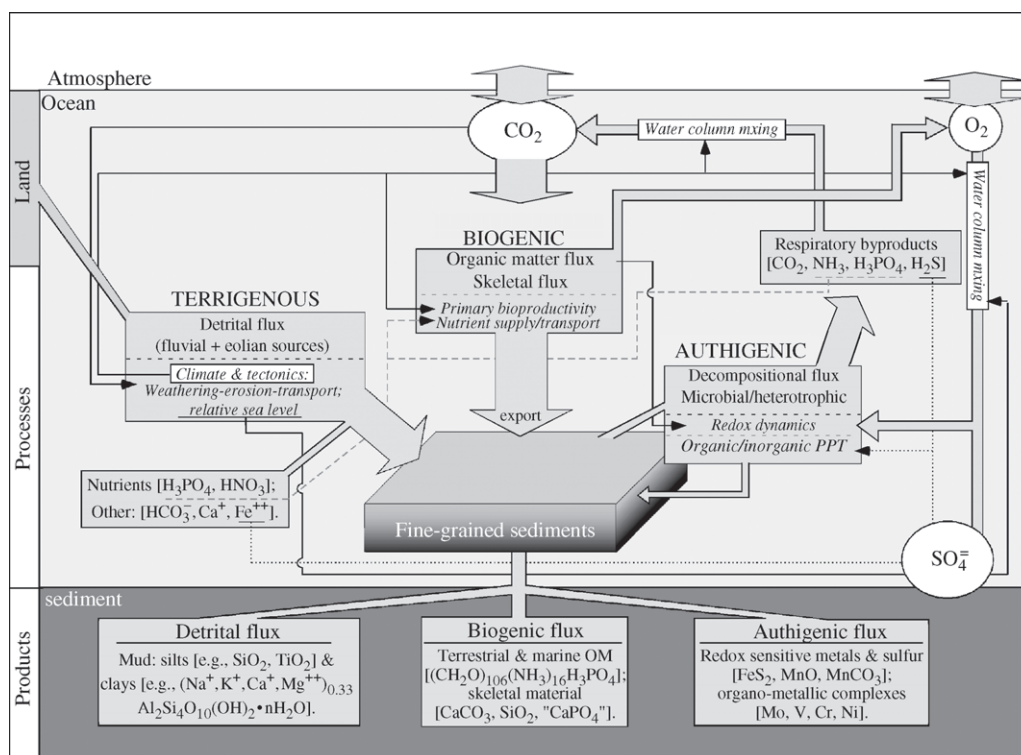 Atmosphere
Ocean
Land
Processes
Products
CO₂
Water column mxing
O₂
Water column mxing
BIOGENIC
Organic matter flux
Skeletal flux
Primary bioproductivity
Nutrient supply/transport
export
Respiratory byproducts
[CO₂, NH₃, H₃PO₄, H₂S]
TERRIGENOUS
Detrital flux
(fluvial + eolian sources)
Climate & tectonics:
Weathering-erosion-transport;
relative sea level
AUTHIGENIC
Decompositional flux
Microbial/heterotrophic
Redox dynamics
Organic/inorganic PPT
Nutrients [H₃PO₄, HNO₃];
Other: [HCO₃⁻, Ca⁺, Fe⁺⁺].
Fine-grained sediments
SO₄⁼
sediment
Detrital flux
Mud: silts [e.g., SiO₂, TiO₂] &
clays [e.g., (Na⁺, K⁺, Ca⁺, Mg⁺⁺)₀.₃₃
Al₂Si₄O₁₀(OH)₂•nH₂O].
Biogenic flux
Terrestrial & marine OM
[(CH₂O)₁₀₆(NH₃)₁₆H₃PO₄];
skeletal material
[CaCO₃, SiO₂, "CaPO₄"].
Authigenic flux
Redox sensitive metals & sulfur
[FeS₂, MnO, MnCO₃];
organo-metallic complexes
[Mo, V, Cr, Ni].